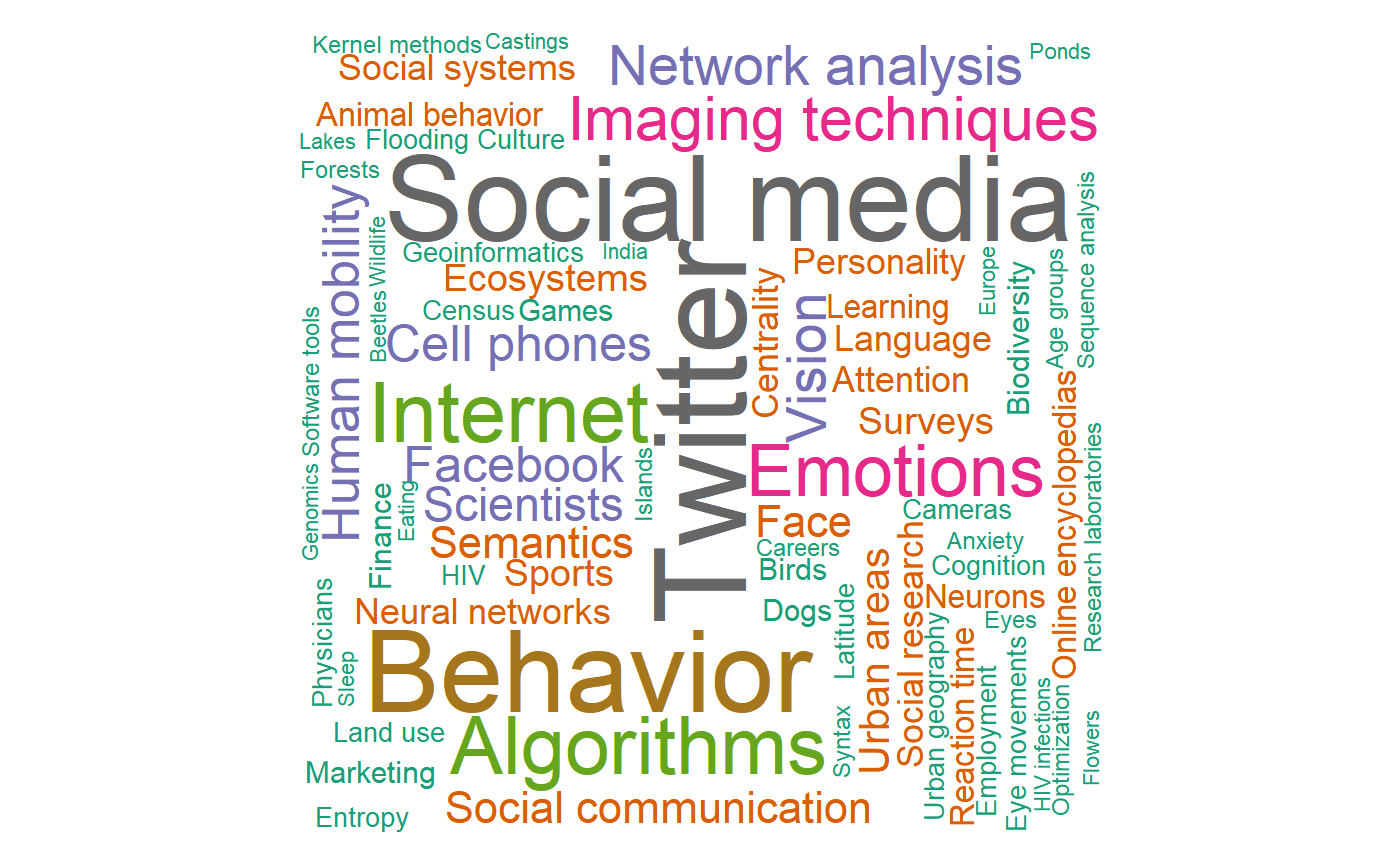 Kernel methods
Castings
Social systems
Network analysis
Ponds
Animal behavior
Imaging techniques
Lakes
Flooding
Culture
Forests
Social media
Human mobility
Wildlife
Beetles
Geoinformatics
India
Ecosystems
Census
Games
Cell phones
Twitter
Centrality
Vision
Personality
Learning
Language
Attention
Surveys
Europe
Biodiversity
Age groups
Sequence analysis
Software tools
Genomics
Internet
Facebook
Scientists
Islands
Emotions
Finance
Eating
Semantics
HIV
Sports
Neural networks
Face
Careers
Birds
Dogs
Cameras
Anxiety
Cognition
Neurons
Eyes
Online encyclopedias
Research laboratories
Physicians
Sleep
Behavior
Latitude
Urban areas
Social research
Urban geography
Reaction time
Employment
Eye movements
HIV infections
Optimization
Flowers
Syntax
Land use
Algorithms
Marketing
Social communication
Entropy